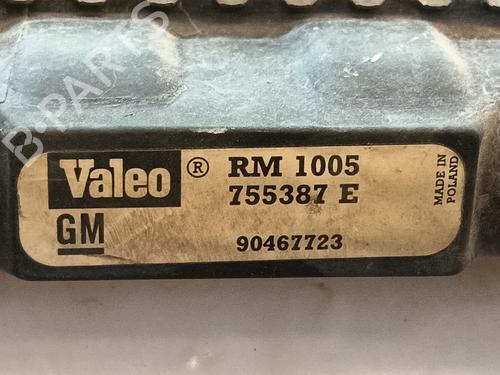 B-PARTS
Valeo ® RM 1005
755387 E
GM 90467723
MADE IN
POLAND